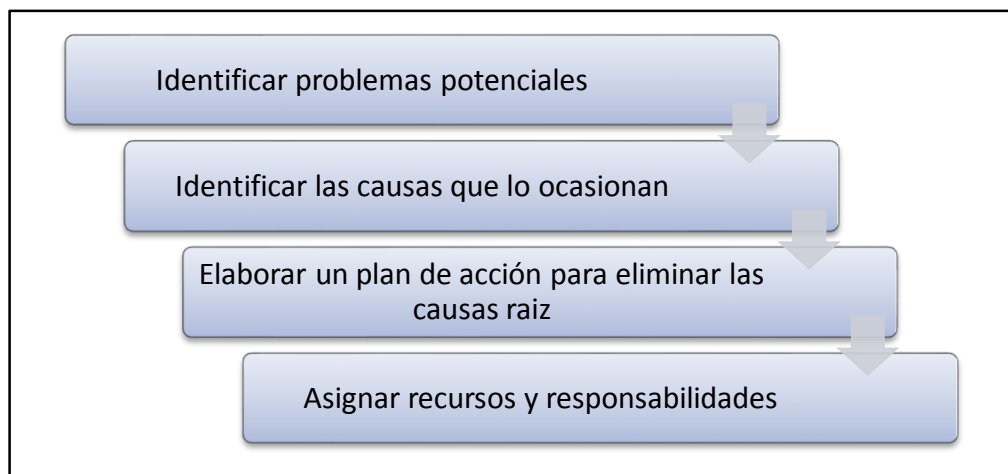 Identificar problemas potenciales
Identificar las causas que lo ocasionan
Elaborar un plan de acción para eliminar las
causas raiz
Asignar recursos y responsabilidades